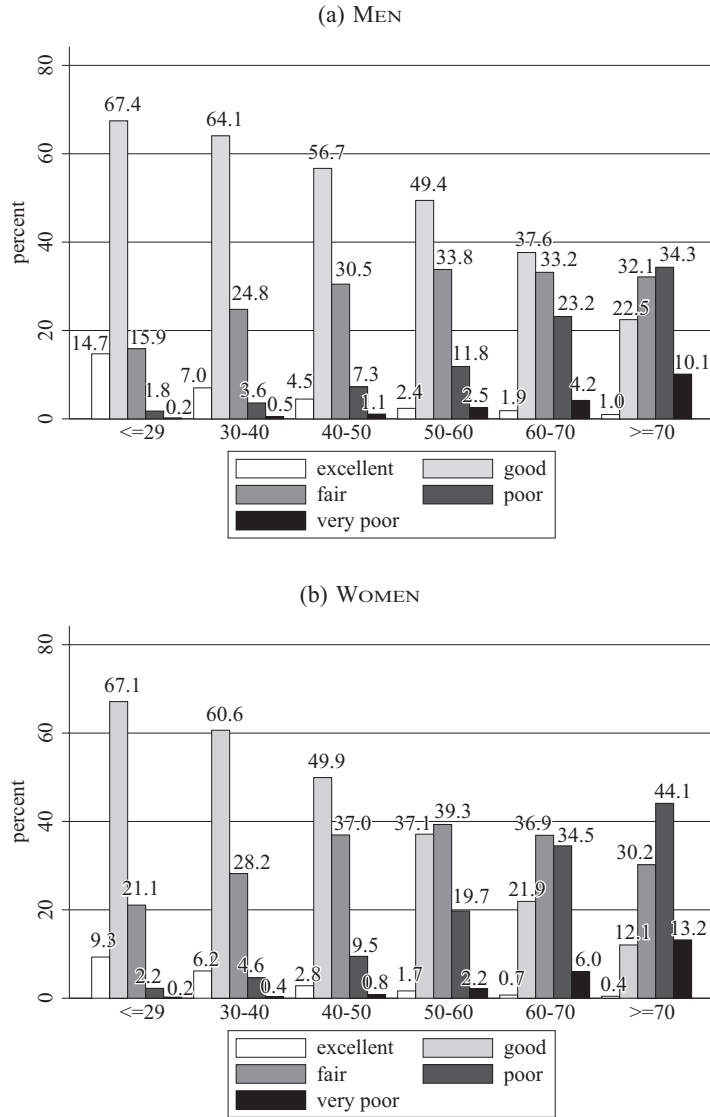 (a) MEN
percent
80
60
40
20
0
14.7 67.4 15.9 1.8 0.2
7.0 64.1 24.8 3.6 0.5
4.5 56.7 30.5 7.3 1.1
2.4 49.4 33.8 11.8 2.5
1.9 37.6 33.2 23.2 4.2
1.0 22.5 32.1 34.3 10.1
<=29 30-40 40-50 50-60 60-70 >=70
excellent good
fair poor
very poor
(b) WOMEN
percent
80
60
40
20
0
9.3 67.1 21.1 2.2 0.2
6.2 60.6 28.2 4.6 0.4
2.8 49.9 37.0 9.5 0.8
1.7 37.1 39.3 19.7 2.2
0.7 21.9 36.9 34.5 6.0
0.4 12.1 30.2 44.1 13.2
<=29 30-40 40-50 50-60 60-70 >=70
excellent good
fair poor
very poor